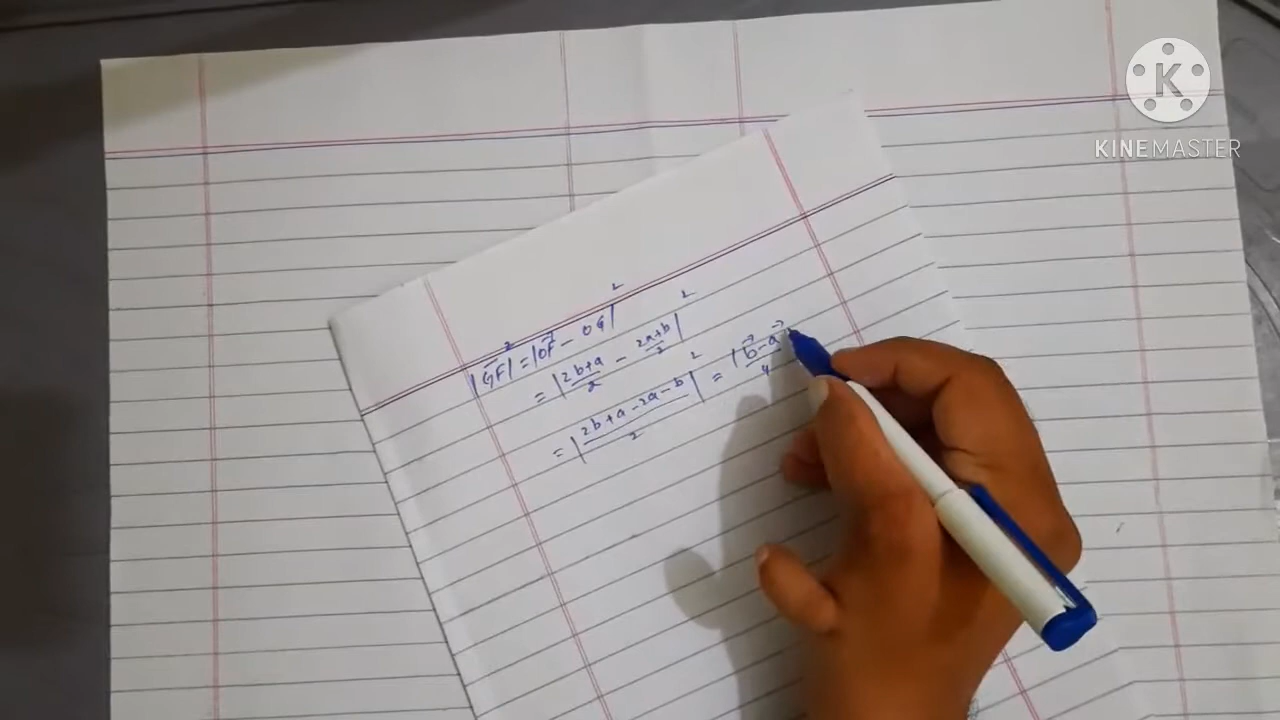 K
KINEMASTER
|GF⃗|² = |OF⃗ - OG|²
= |2b+a/2 - 2a+b/2|²
= |2b+a-2a-b/2|² = |b⃗-a⃗/4